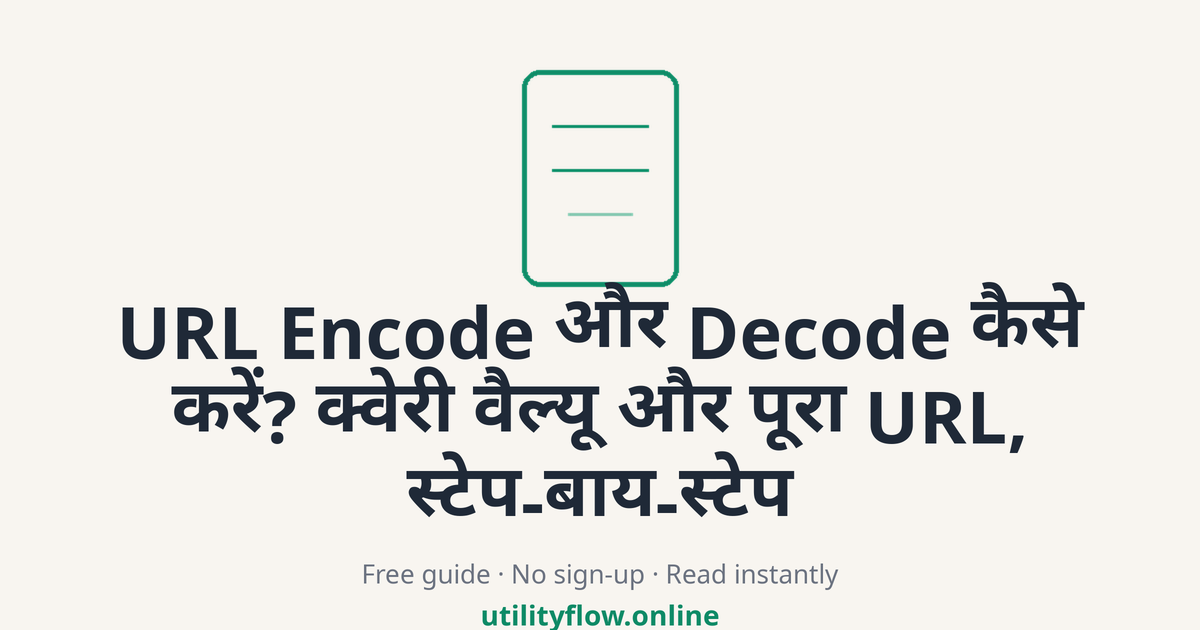 URL Encode और Decode कैसे
करें? क्वेरी वैल्यू और पूरा URL,
स्टेप-बाय-स्टेप
Free guide · No sign-up · Read instantly
utilityflow.online